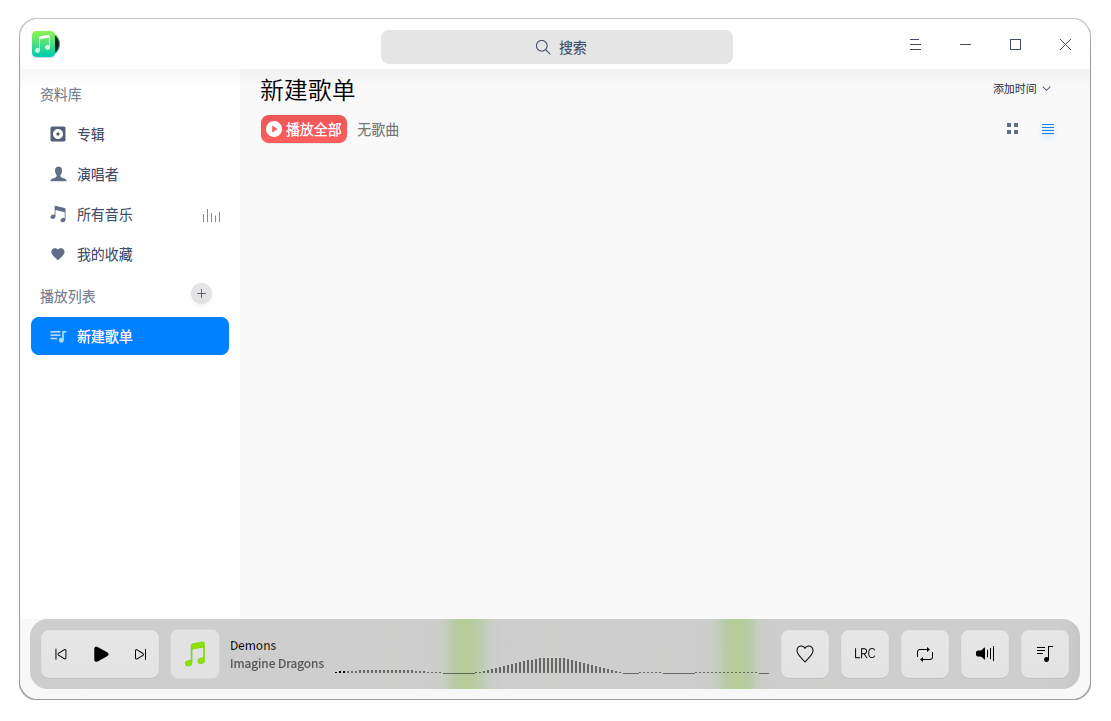 搜索
资料库
专辑
演唱者
所有音乐
我的收藏
播放列表
新建歌单
新建歌单
添加时间
播放全部
无歌曲
Demons
Imagine Dragons
LRC